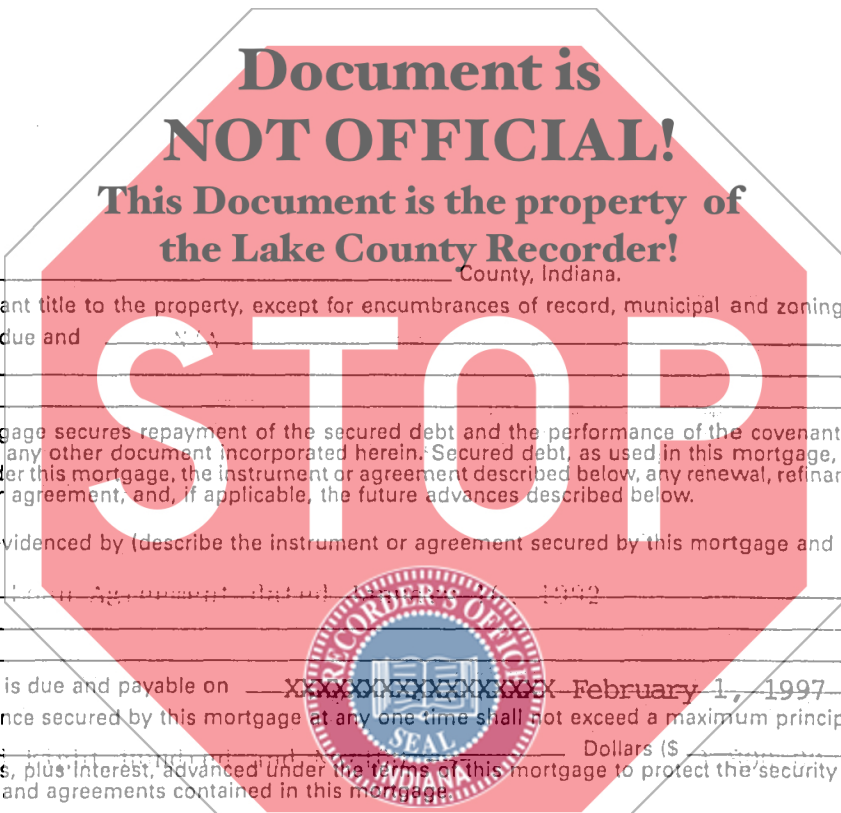 Document is
NOT OFFICIAL!
This Document is the property of
the Lake County Recorder!
County, Indiana.
ant title to the property, except for encumbrances of record, municipal and zoning
due and
gage secures repayment of the secured debt and the performance of the covenant
any other document incorporated herein. Secured debt, as used in this mortgage,
er this mortgage, the instrument or agreement described below, any renewal, refinan
agreement, and, if applicable, the future advances described below.
videnced by (describe the instrument or agreement secured by this mortgage and
Agreement dated 1992
STOP
RECORDER'S OFFICE
SEAL
INDIANA
is due and payable on XXXXXXXXXXXXXXXXX February 1, 1997
nce secured by this mortgage at any one time shall not exceed a maximum princip
Dollars ($
s, plus interest, advanced under the terms of this mortgage to protect the security
and agreements contained in this mortgage.